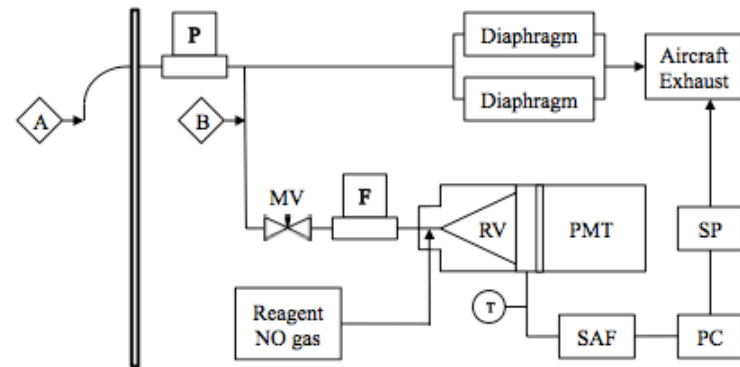 P
Diaphragm
Aircraft
Exhaust
Diaphragm
A
B
MV
F
RV
PMT
SP
Reagent
NO gas
T
SAF
PC